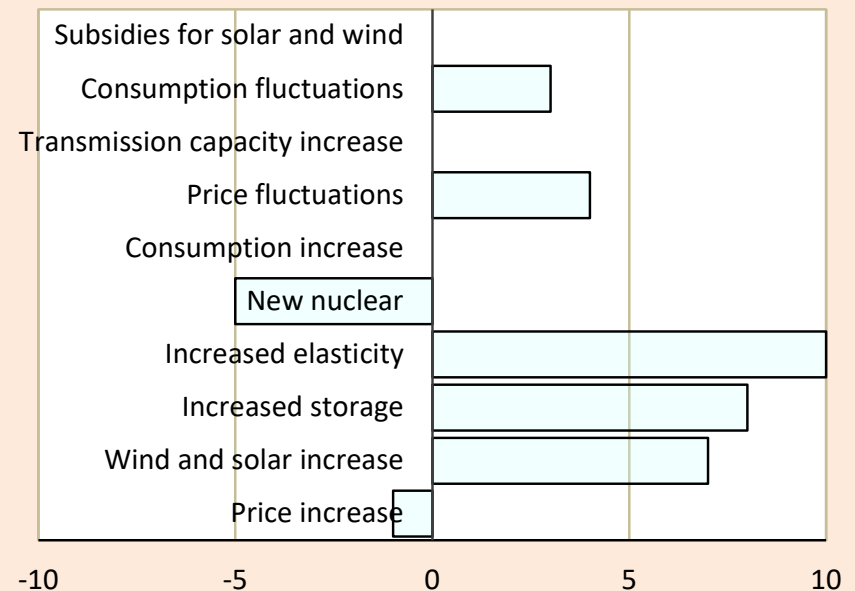 Subsidies for solar and wind
Consumption fluctuations
Transmission capacity increase
Price fluctuations
Consumption increase
New nuclear
Increased elasticity
Increased storage
Wind and solar increase
Price increase
-10 -5 0 5 10